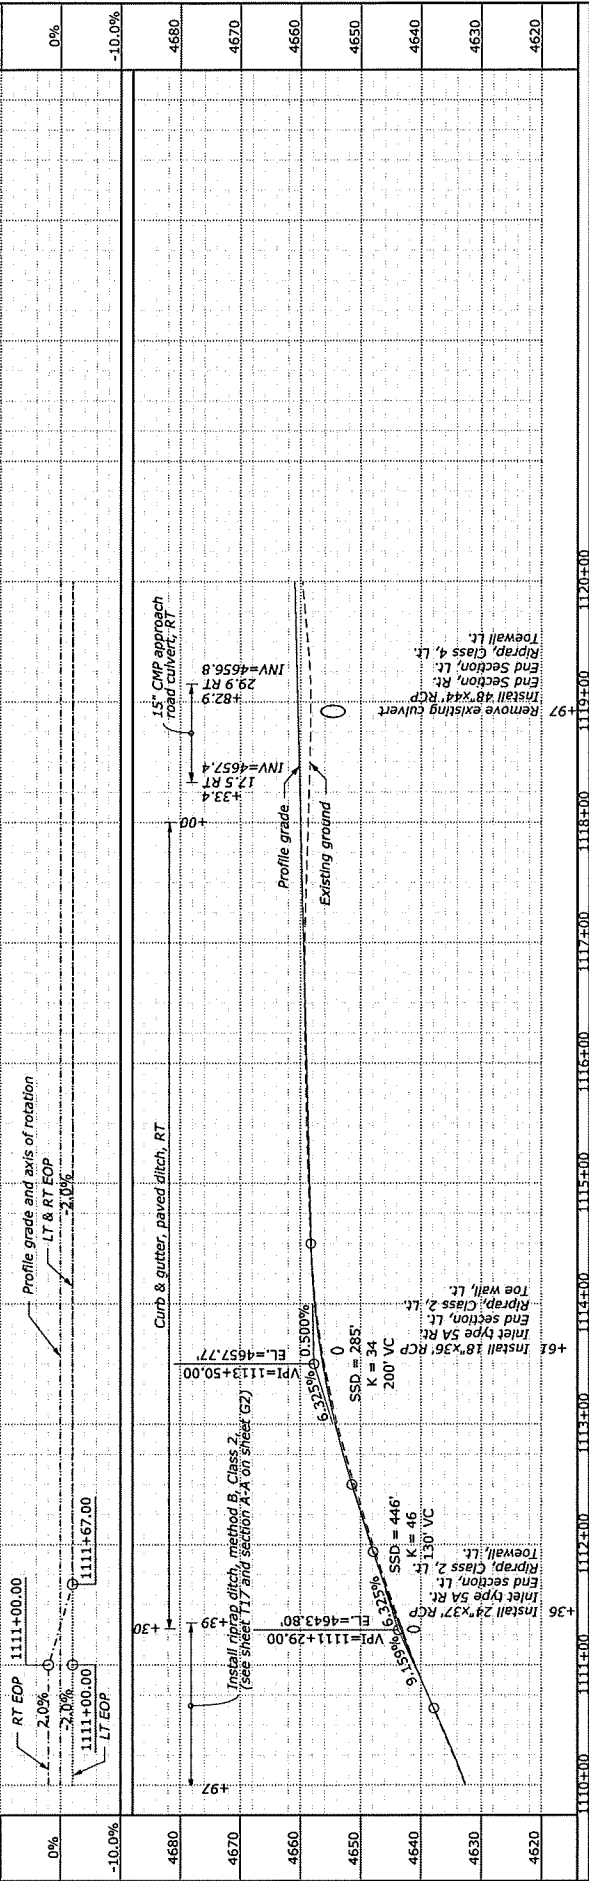 0%
-10.0%
4680
4670
4660
4650
4640
4630
4620
0%
-10.0%
4680
4670
4660
4650
4640
4630
4620
RT EOP
1111+00.00
2.0%
-2.0%
1111+00.00
LT EOP
1111+67.00
Profile grade and axis of rotation
LT & RT EOP
-2.0%
+97
+39
+30
Install riprap ditch, method B, Class 2,
(see sheet T17 and section A-A on sheet G2)
Curb & gutter, paved ditch, RT
+00
15" CMP approach
road culvert, RT
+33.4
17.5 RT
INV=4657.4
+82.9
29.9 RT
INV=4656.8
9.159%
VPI=1111+29.00
EL.=4643.80'
6.325%
SSD = 446'
K = 46
130' VC
6.325%
VPI=1113+50.00
EL=4657.77'
0.500%
SSD = 285'
K = 34
200' VC
Profile grade
Existing ground
+36
Install 24"x37' RCP
Inlet type 5A Rt.
End section, Lt.
Riprap, Class 2, Lt.
Toewall, Lt.
+61
Install 18"x36' RCP
Inlet type 5A Rt.
End section, Lt.
Riprap, Class 2, Lt.
Toe wall, Lt.
+97
Remove existing culvert
Install 48"x44' RCP
End Section, Rt.
End Section, Lt.
Riprap, Class 4, Lt.
Toewall Lt.
1110+00
1111+00
1112+00
1113+00
1114+00
1115+00
1116+00
1117+00
1118+00
1119+00
1120+00